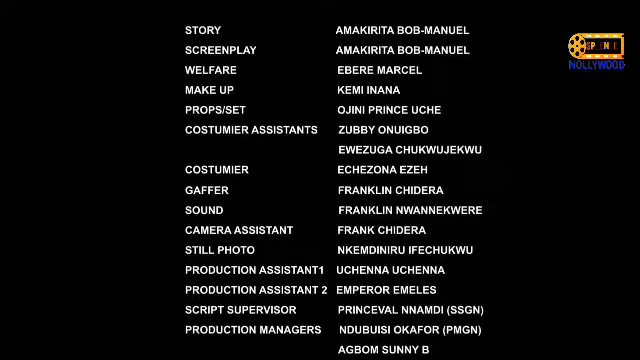 STORY AMAKIRITA BOB-MANUEL
SCREENPLAY AMAKIRITA BOB-MANUEL
WELFARE EBERE MARCEL
MAKE UP KEMI INANA
PROPS/SET OJINI PRINCE UCHE
COSTUMIER ASSISTANTS ZUBBY ONUIGBO
EWEZUGA CHUKWUJEKWU
COSTUMIER ECHEZONA EZEH
GAFFER FRANKLIN CHIDERA
SOUND FRANKLIN NWANNEKWERE
CAMERA ASSISTANT FRANK CHIDERA
STILL PHOTO NKEMDINIRU IFECHUKWU
PRODUCTION ASSISTANT1 UCHENNA UCHENNA
PRODUCTION ASSISTANT 2 EMPEROR EMELES
SCRIPT SUPERVISOR PRINCEVAL NNAMDI (SSGN)
PRODUCTION MANAGERS NDUBUISI OKAFOR (PMGN)
AGBOM SUNNY B
NOLLYWOOD